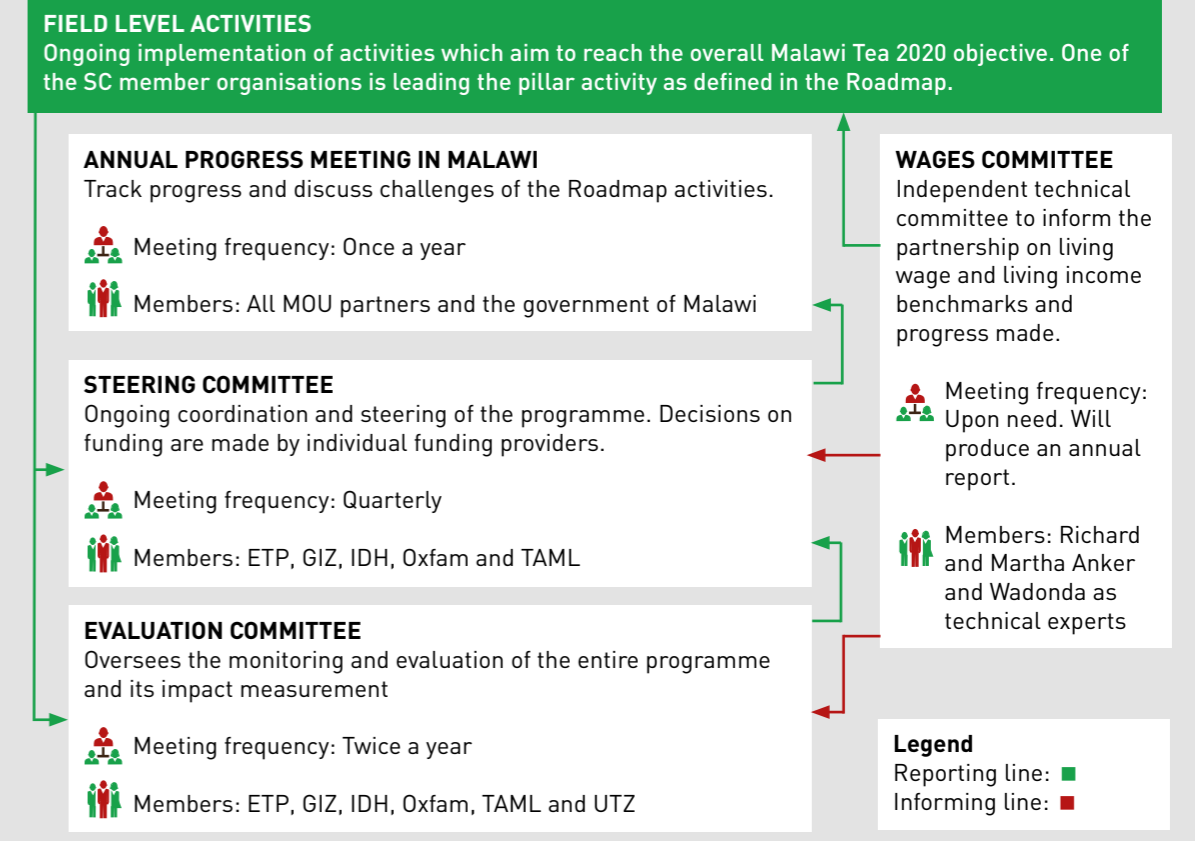 FIELD LEVEL ACTIVITIES
Ongoing implementation of activities which aim to reach the overall Malawi Tea 2020 objective. One of
the SC member organisations is leading the pillar activity as defined in the Roadmap.
ANNUAL PROGRESS MEETING IN MALAWI
Track progress and discuss challenges of the Roadmap activities.
Meeting frequency: Once a year
Members: All MOU partners and the government of Malawi
STEERING COMMITTEE
Ongoing coordination and steering of the programme. Decisions on
funding are made by individual funding providers.
Meeting frequency: Quarterly
Members: ETP, GIZ, IDH, Oxfam and TAML
EVALUATION COMMITTEE
Oversees the monitoring and evaluation of the entire programme
and its impact measurement
Meeting frequency: Twice a year
Members: ETP, GIZ, IDH, Oxfam, TAML and UTZ
WAGES COMMITTEE
Independent technical
committee to inform the
partnership on living
wage and living income
benchmarks and
progress made.
Meeting frequency:
Upon need. Will
produce an annual
report.
Members: Richard
and Martha Anker
and Wadonda as
technical experts
Legend
Reporting line:
Informing line: